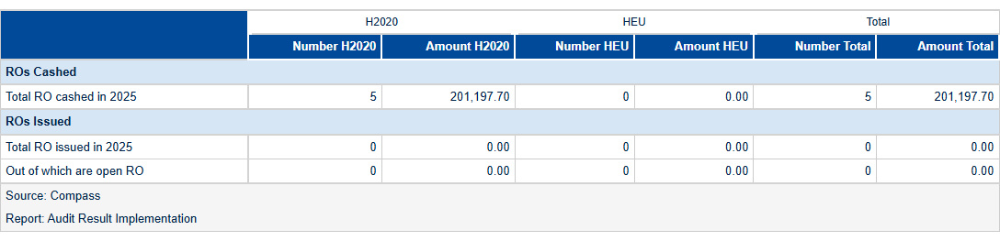 H2020 HEU Total
Number H2020 Amount H2020 Number HEU Amount HEU Number Total Amount Total
ROs Cashed
Total RO cashed in 2025 5 201,197.70 0 0.00 5 201,197.70
ROs Issued
Total RO issued in 2025 0 0.00 0 0.00 0 0.00
Out of which are open RO 0 0.00 0 0.00 0 0.00
Source: Compass
Report: Audit Result Implementation